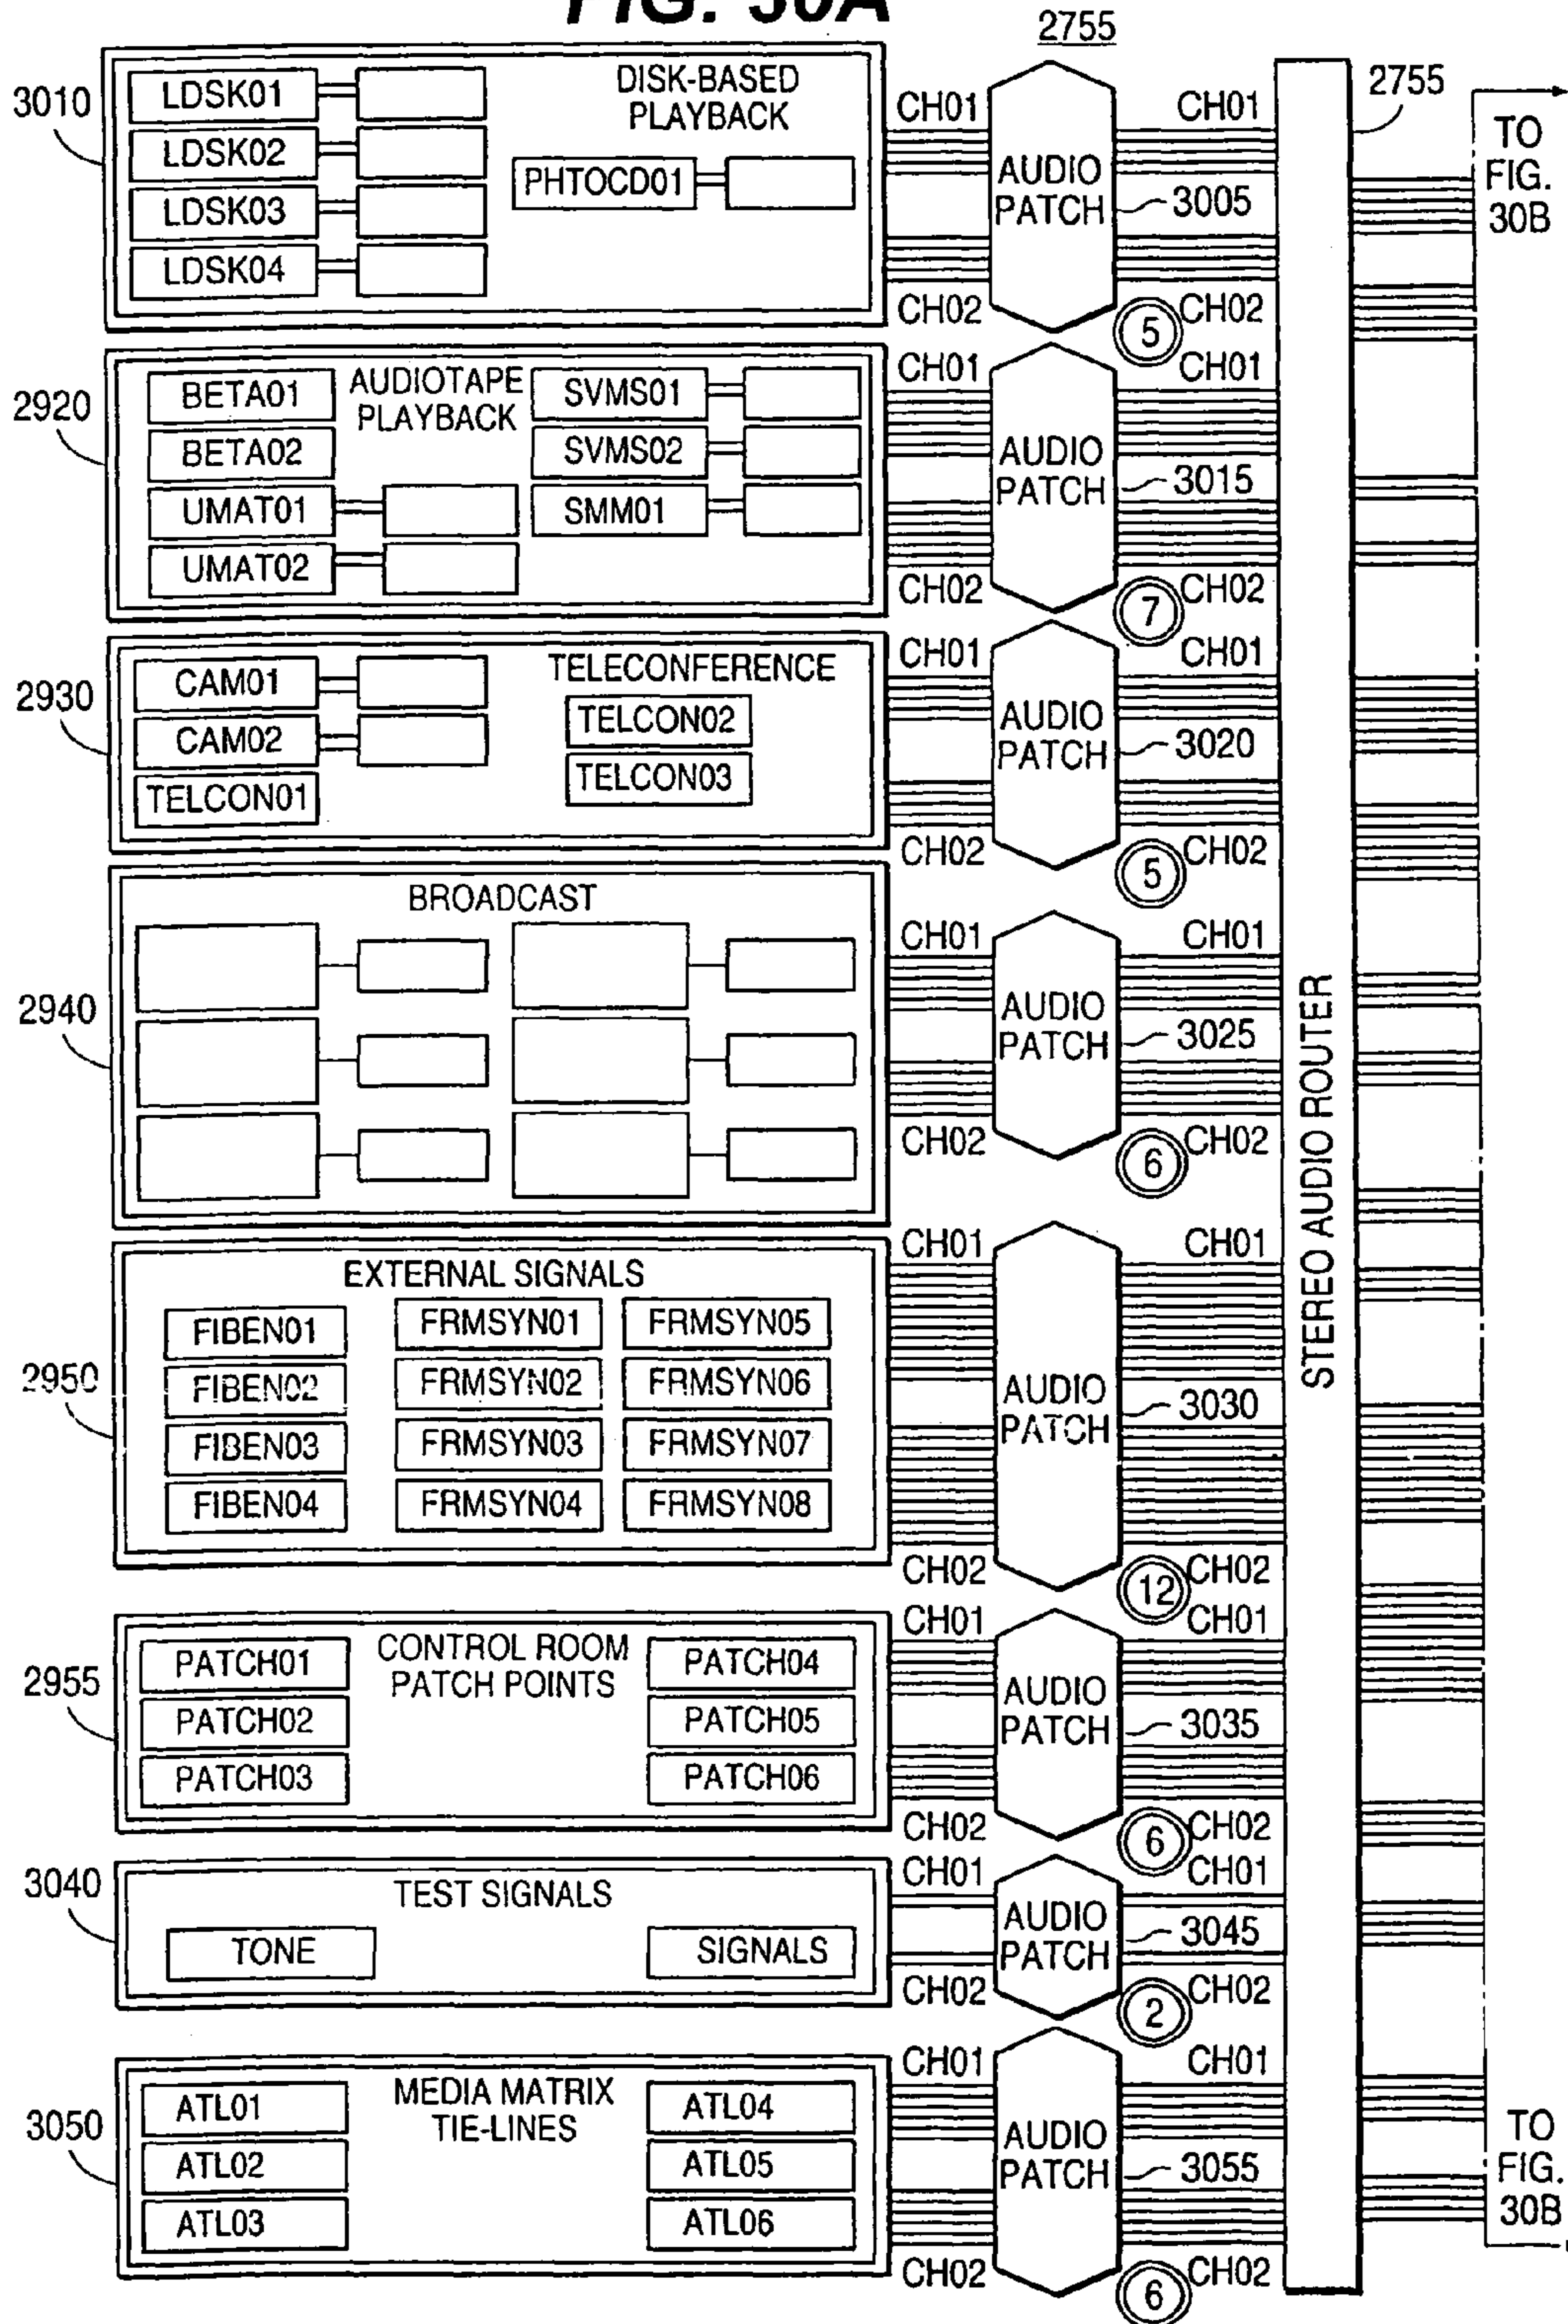 FIG. 30A
2755
3010
LDSK01
LDSK02
LDSK03
LDSK04
DISK-BASED
PLAYBACK
PHTOCD01
CH01
CH02
AUDIO
PATCH
3005
CH01
CH02
5
2755
TO
FIG.
30B
2920
BETA01
BETA02
UMAT01
UMAT02
AUDIOTAPE
PLAYBACK
SVMS01
SVMS02
SMM01
CH01
CH02
AUDIO
PATCH
3015
CH01
CH02
7
2930
CAM01
CAM02
TELCON01
TELECONFERENCE
TELCON02
TELCON03
CH01
CH02
AUDIO
PATCH
3020
CH01
CH02
5
2940
BROADCAST
CH01
CH02
AUDIO
PATCH
3025
CH01
CH02
6
STEREO AUDIO ROUTER
2950
EXTERNAL SIGNALS
FIBEN01
FIBEN02
FIBEN03
FIBEN04
FRMSYN01
FRMSYN02
FRMSYN03
FRMSYN04
FRMSYN05
FRMSYN06
FRMSYN07
FRMSYN08
CH01
CH02
AUDIO
PATCH
3030
CH01
CH02
12
2955
PATCH01
PATCH02
PATCH03
CONTROL ROOM
PATCH POINTS
PATCH04
PATCH05
PATCH06
CH01
CH02
AUDIO
PATCH
3035
CH01
CH02
6
3040
TEST SIGNALS
TONE
SIGNALS
CH01
CH02
AUDIO
PATCH
3045
CH01
CH02
2
3050
ATL01
ATL02
ATL03
MEDIA MATRIX
TIE-LINES
ATL04
ATL05
ATL06
CH01
CH02
AUDIO
PATCH
3055
CH01
CH02
6
TO
FIG.
30B